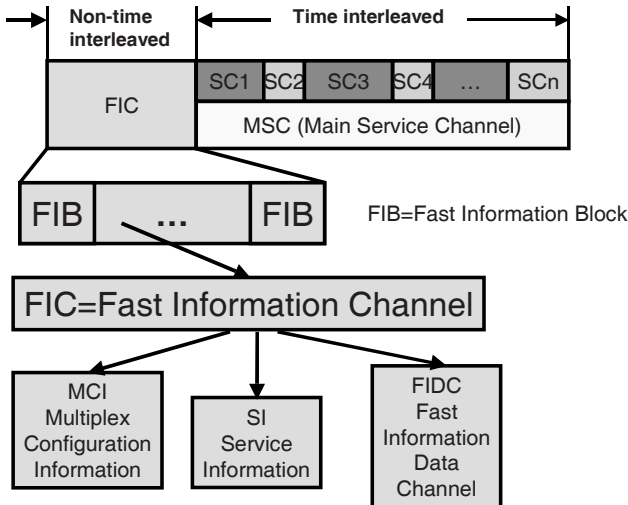 Non-time
interleaved
Time interleaved
FIC
SC1 SC2 SC3 SC4 ... SCn
MSC (Main Service Channel)
FIB ... FIB
FIB=Fast Information Block
FIC=Fast Information Channel
MCI
Multiplex
Configuration
Information
SI
Service
Information
FIDC
Fast
Information
Data
Channel